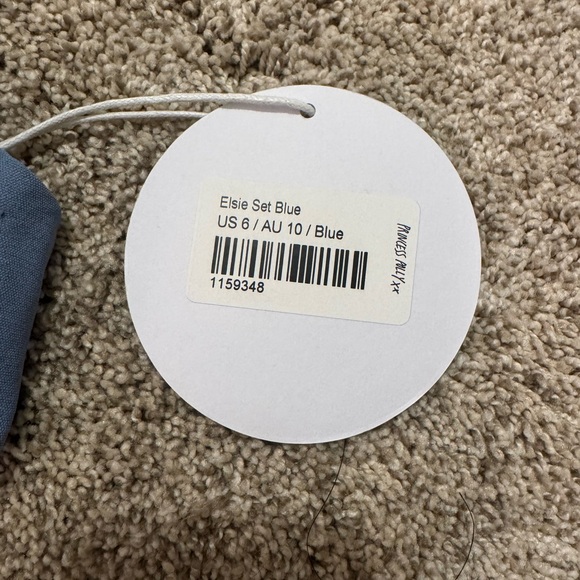 Elsie Set Blue
US 6 / AU 10 / Blue
1159348
PRINCESS POLLY xx